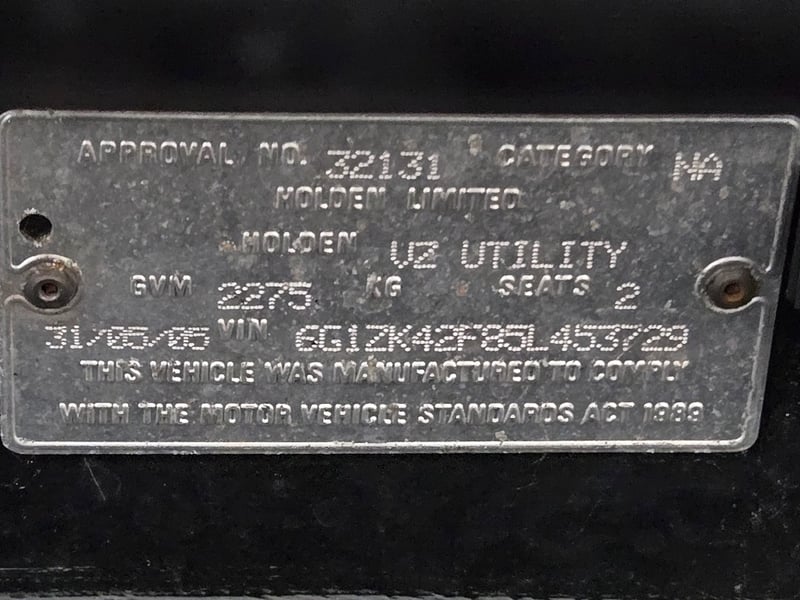 APPROVAL NO. 32131 CATEGORY NA
HOLDEN LIMITED
HOLDEN VZ UTILITY
GVM 2275 KG SEATS 2
31/05/05 VIN 6G1ZK42F85L453729
THIS VEHICLE WAS MANUFACTURED TO COMPLY
WITH THE MOTOR VEHICLE STANDARDS ACT 1989